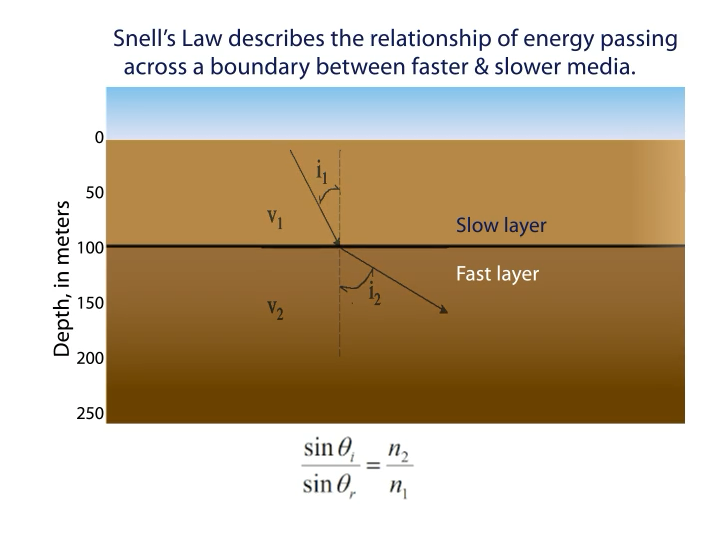 Snell's Law describes the relationship of energy passing
across a boundary between faster & slower media.
0
50
100
150
200
250
Depth, in meters
i₁
v₁
Slow layer
Fast layer
i₂
v₂
sin θᵢ / sin θᵣ = n₂ / n₁